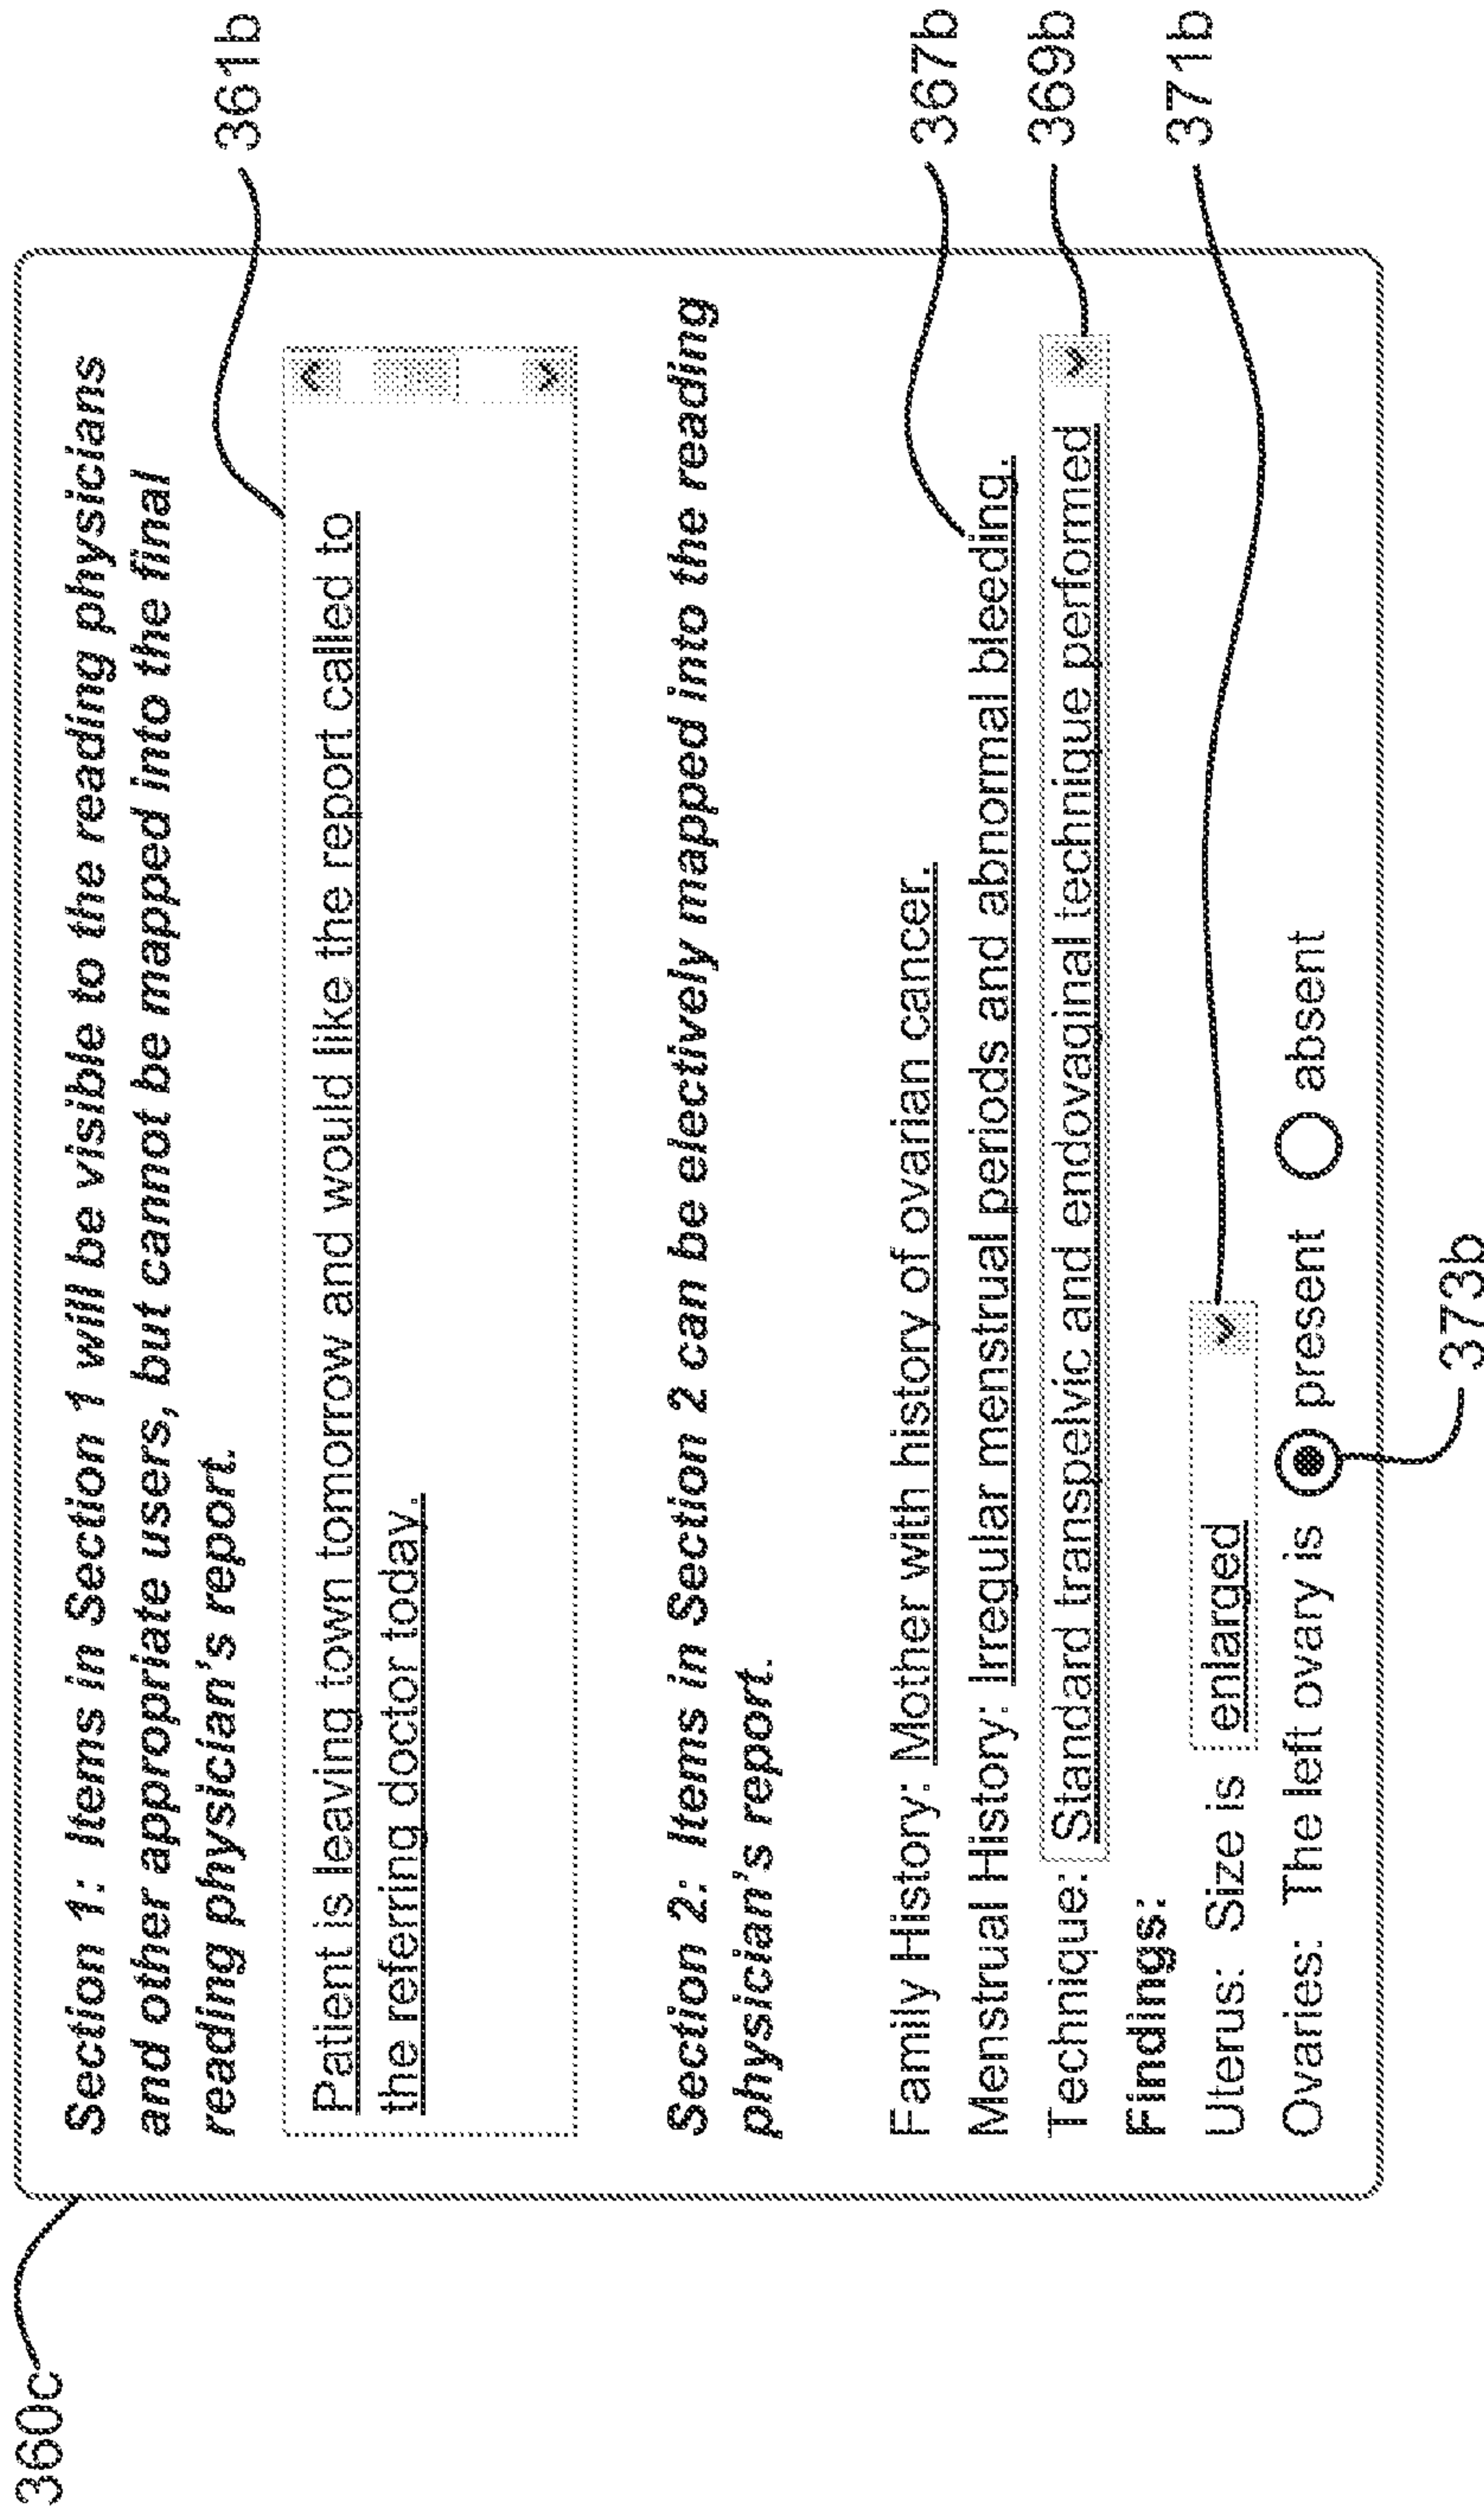 360c
Section 1: Items in Section 1 will be visible to the reading physicians
and other appropriate users, but cannot be mapped into the final
reading physician's report.
361b
Patient is leaving town tomorrow and would like the report called to
the referring doctor today.
Section 2: Items in Section 2 can be electively mapped into the reading
physician's report.
Family History: Mother with history of ovarian cancer.
367b
Menstrual History: Irregular menstrual periods and abnormal bleeding.
Technique: Standard transpelvic and endovaginal technique performed
369b
Findings:
Uterus: Size is enlarged
371b
Ovaries: The left ovary is present absent
373b